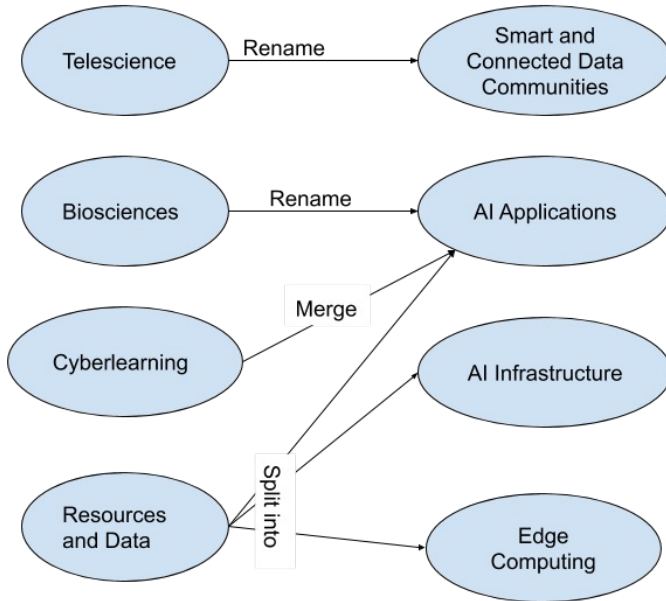 Telescience
Rename
Smart and
Connected Data
Communities
Biosciences
Rename
AI Applications
Merge
Cyberlearning
AI Infrastructure
Split into
Resources
and Data
Edge
Computing